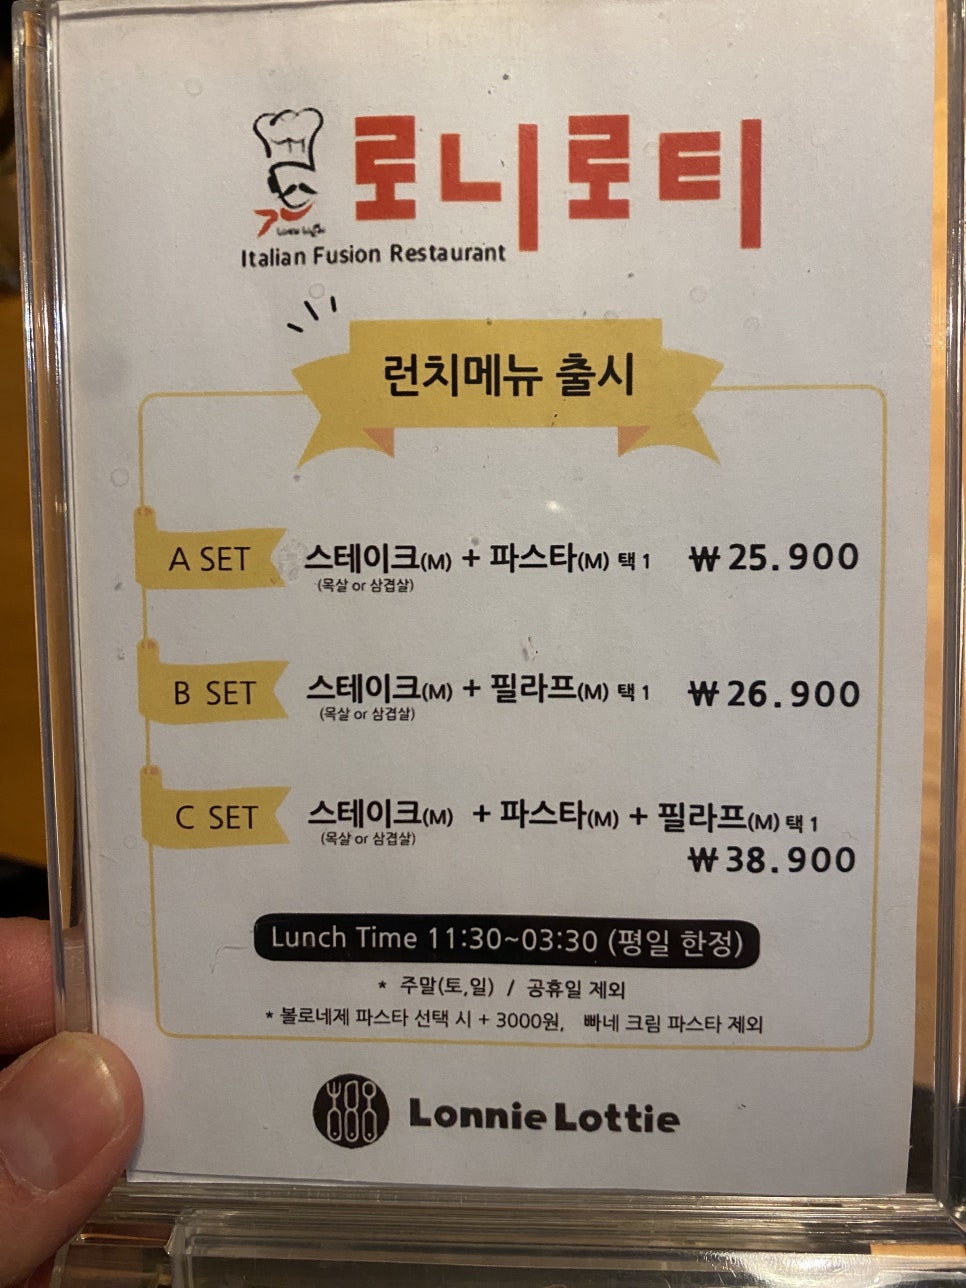 로니로티
Italian Fusion Restaurant
런치메뉴 출시
A SET 스테이크(M) + 파스타(M) 택 1 ₩25.900
(목살 or 삼겹살)
B SET 스테이크(M) + 필라프(M) 택 1 ₩26.900
(목살 or 삼겹살)
C SET 스테이크(M) + 파스타(M) + 필라프(M) 택 1
(목살 or 삼겹살)
₩38.900
Lunch Time 11:30~03:30 (평일 한정)
* 주말(토,일) / 공휴일 제외
* 볼로네제 파스타 선택 시 + 3000원, 빠네 크림 파스타 제외
Lonnie Lottie